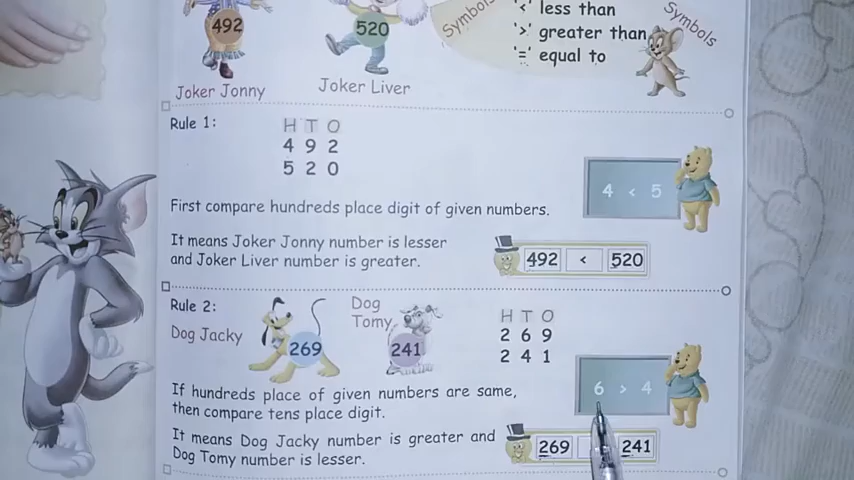 492
520
Symbols
'<' less than
'>' greater than
'=' equal to
Symbols
Joker Jonny
Joker Liver
Rule 1:
H T O
4 9 2
5 2 0
4 < 5
First compare hundreds place digit of given numbers.
It means Joker Jonny number is lesser
and Joker Liver number is greater.
492 < 520
Rule 2:
Dog Jacky
269
Dog
Tomy
241
H T O
2 6 9
2 4 1
6 > 4
If hundreds place of given numbers are same,
then compare tens place digit.
It means Dog Jacky number is greater and
Dog Tomy number is lesser.
269 241